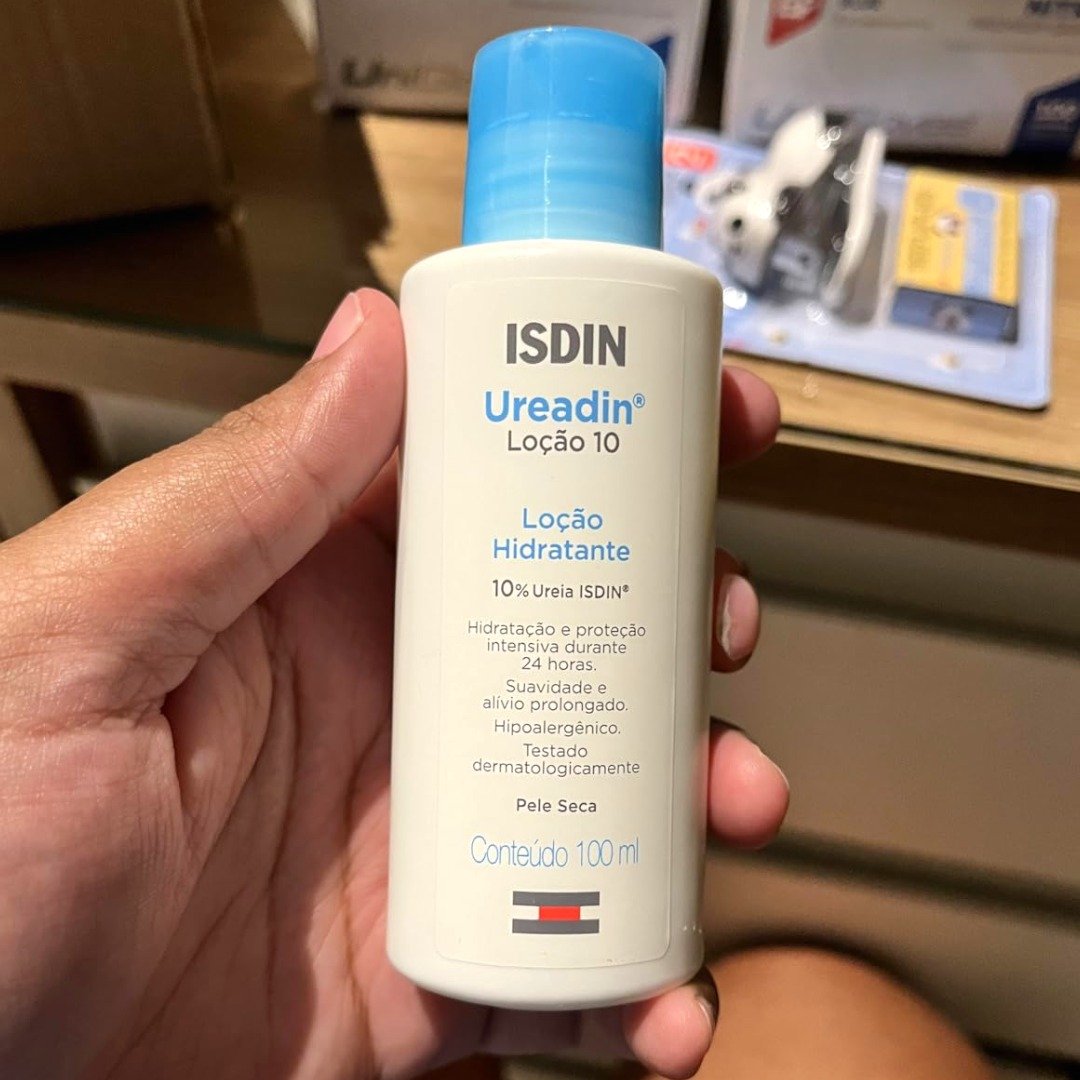 ISDIN
Ureadin®
Loção 10
Loção
Hidratante
10% Ureia ISDIN®
Hidratação e proteção
intensiva durante
24 horas.
Suavidade e
alívio prolongado.
Hipoalergênico.
Testado
dermatologicamente
Pele Seca
Conteúdo 100 ml